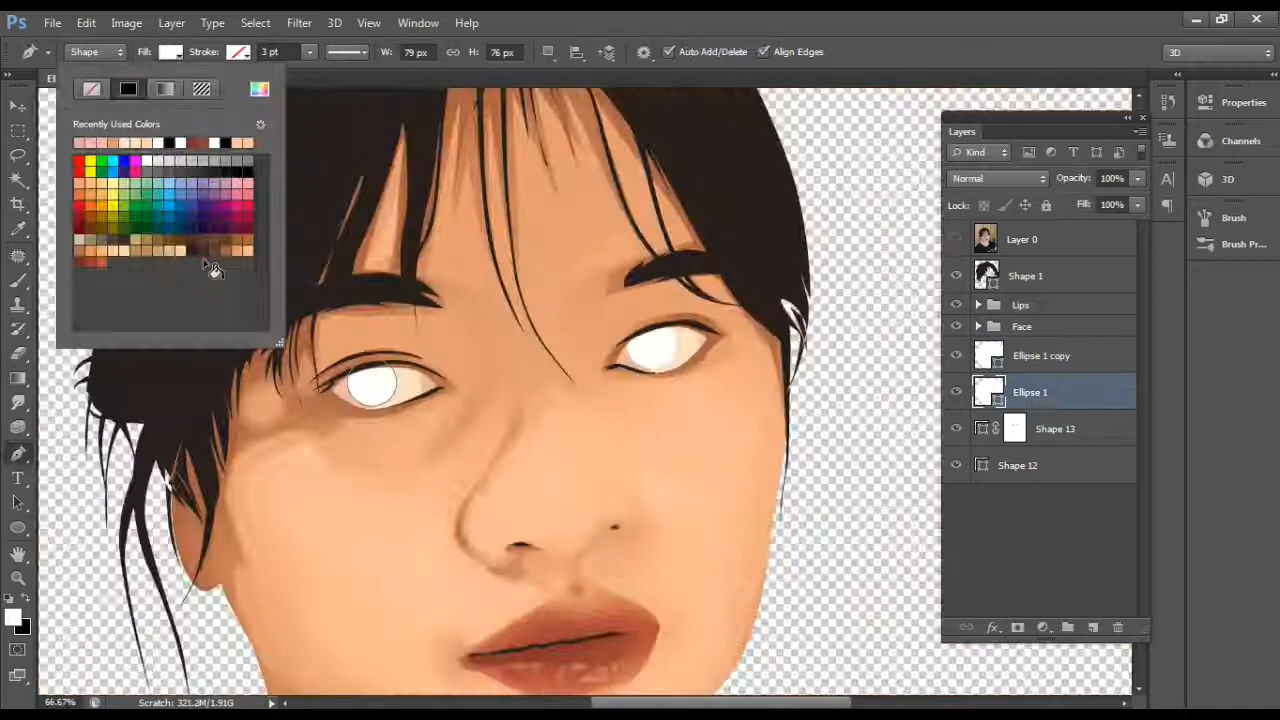 Ps File Edit Image Layer Type Select Filter 3D View Window Help
Shape Fill: Stroke: 3 pt W: 79 px H: 76 px Auto Add/Delete Align Edges 3D
Recently Used Colors
Layers
Kind
Normal Opacity: 100%
Lock: Fill: 100%
Layer 0
Shape 1
Lips
Face
Ellipse 1 copy
Ellipse 1
Shape 13
Shape 12
fx
Properties
Channels
3D
Brush
Brush Pr...
66.67% Scratch: 321.2M/1.91G